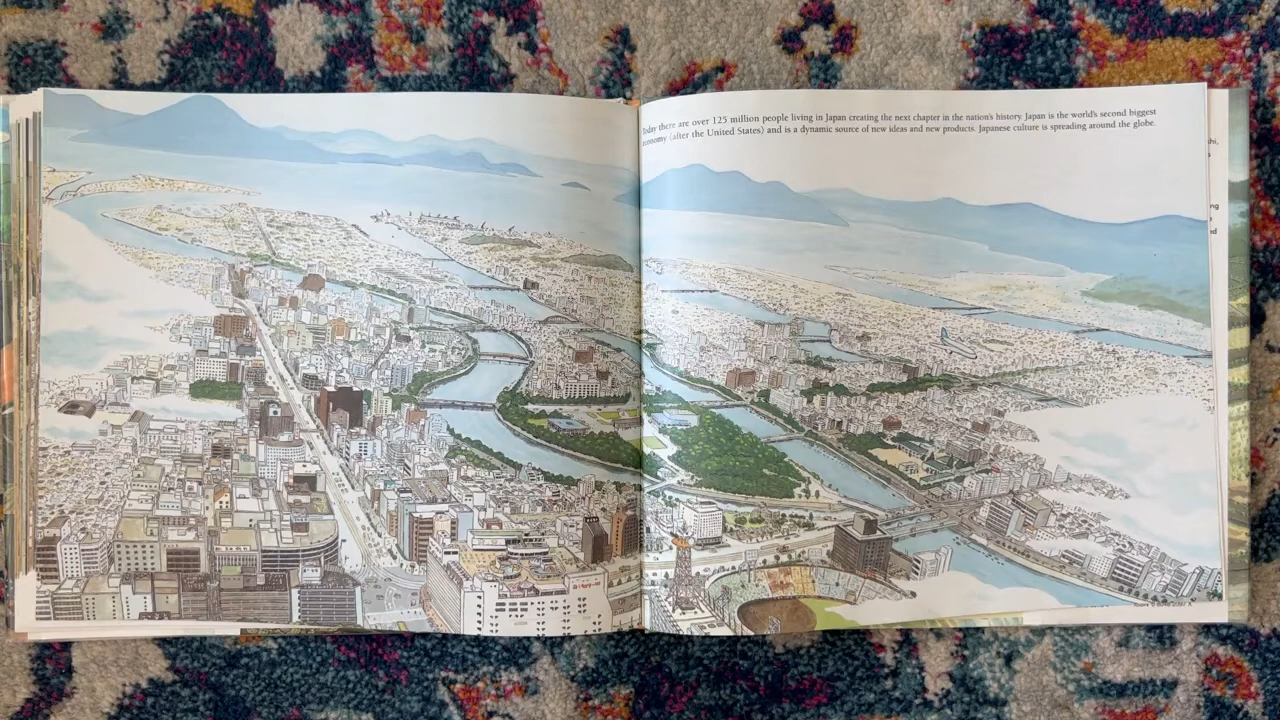 Today there are over 125 million people living in Japan creating the next chapter in the nation's history. Japan is the world's second biggest
economy (after the United States) and is a dynamic source of new ideas and new products. Japanese culture is spreading around the globe.